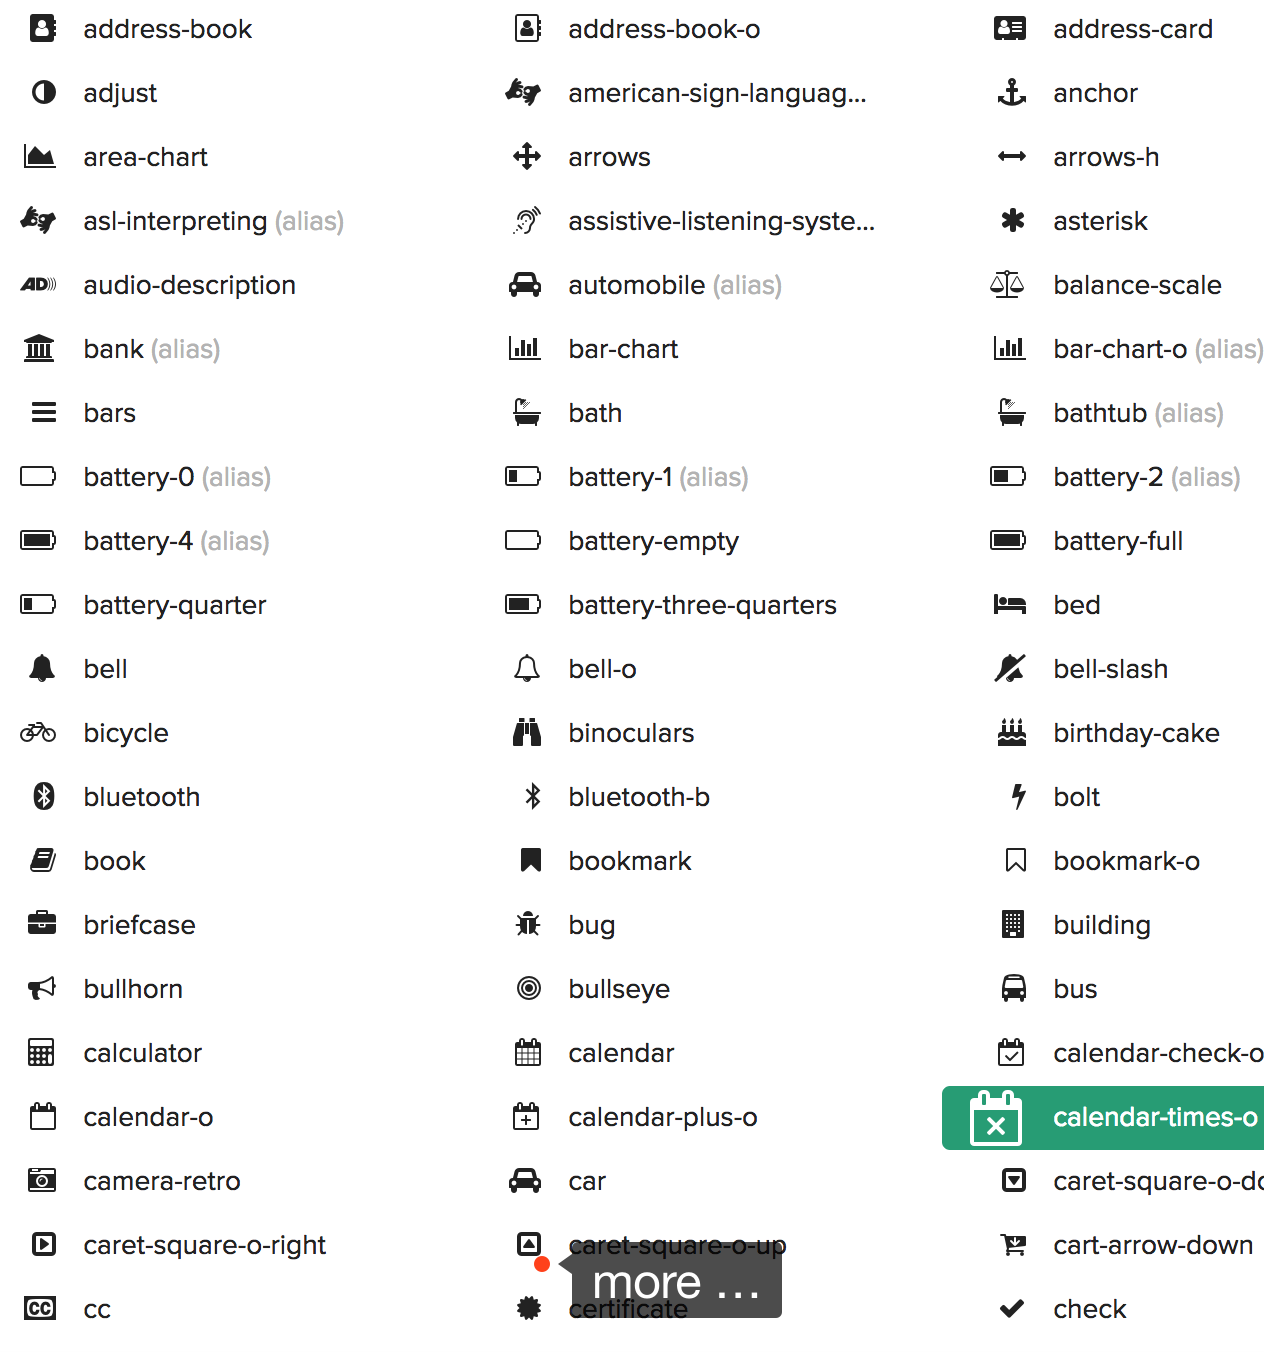 address-book address-book-o address-card
adjust american-sign-languag... anchor
area-chart arrows arrows-h
asl-interpreting (alias) assistive-listening-syste... asterisk
audio-description automobile (alias) balance-scale
bank (alias) bar-chart bar-chart-o (alias)
bars bath bathtub (alias)
battery-0 (alias) battery-1 (alias) battery-2 (alias)
battery-4 (alias) battery-empty battery-full
battery-quarter battery-three-quarters bed
bell bell-o bell-slash
bicycle binoculars birthday-cake
bluetooth bluetooth-b bolt
book bookmark bookmark-o
briefcase bug building
bullhorn bullseye bus
calculator calendar calendar-check-o
calendar-o calendar-plus-o calendar-times-o
camera-retro car caret-square-o-do
caret-square-o-right caret-square-o-up cart-arrow-down
more ...
cc certificate check